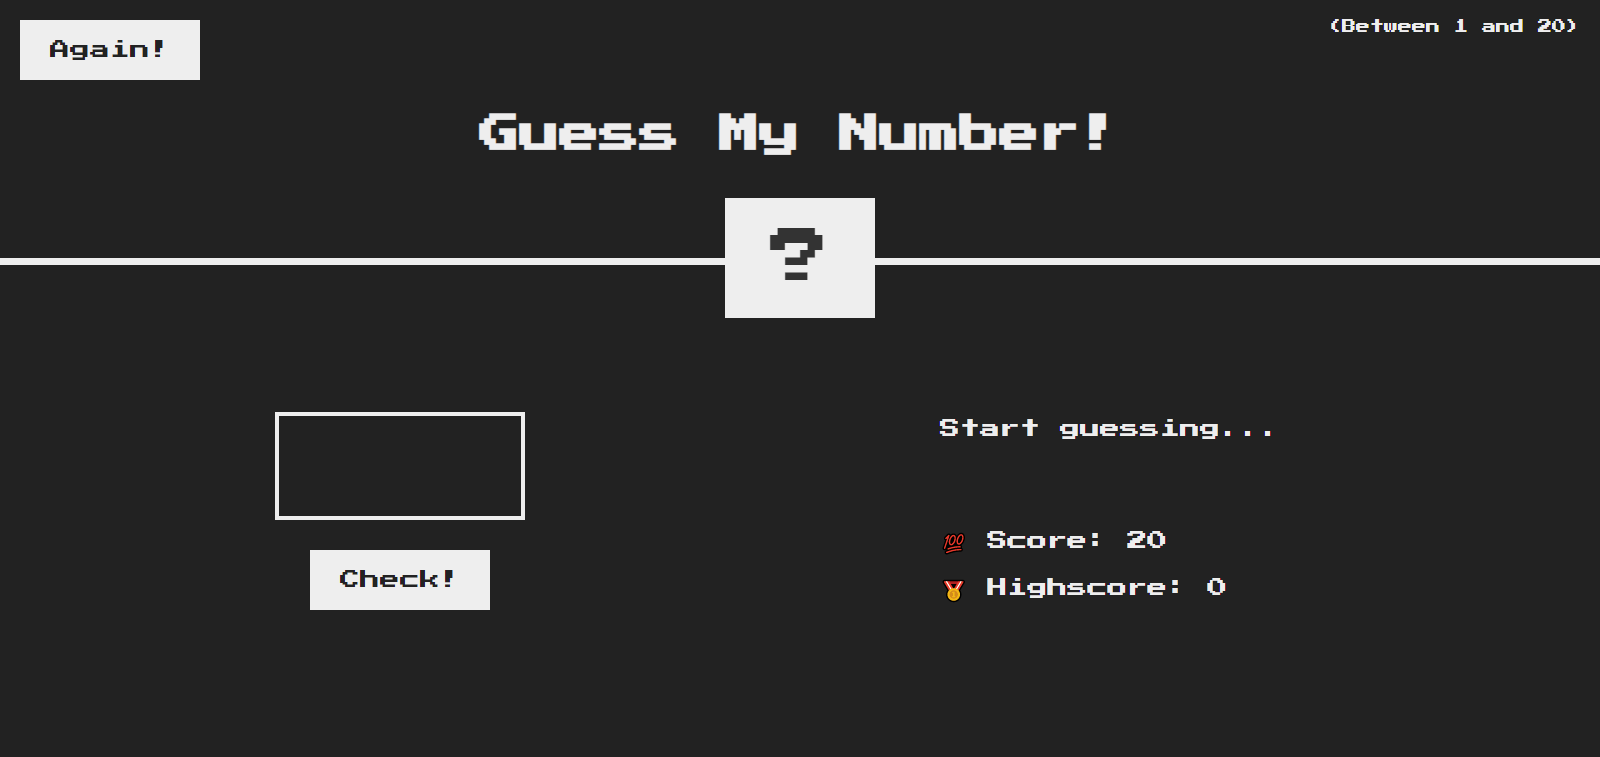 Again!
(Between 1 and 20)
Guess My Number!
?
Start guessing...
Check!
💯 Score: 20
🥇 Highscore: 0